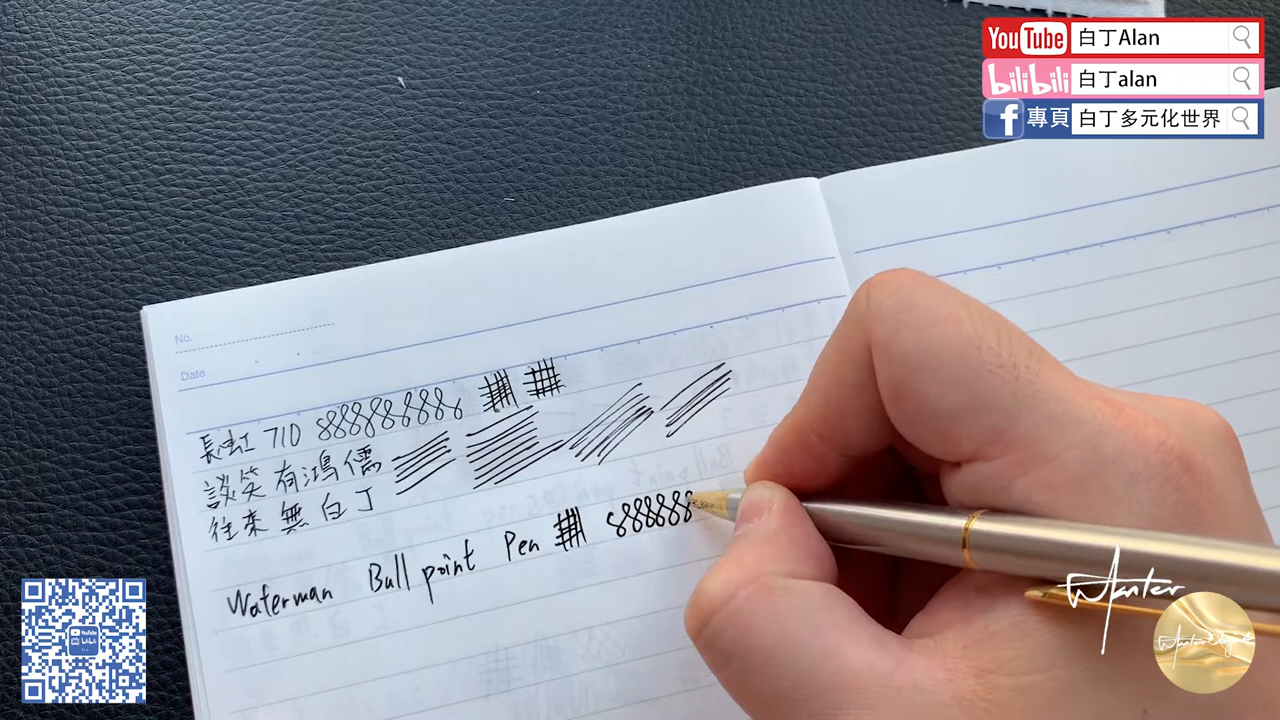 YouTube 白丁Alan
bilibili 白丁alan
f 專頁 白丁多元化世界
No.
Date
長虹 710 888888888
談笑有鴻儒
往來無白丁
Waterman Ball point Pen 888888
Wanter